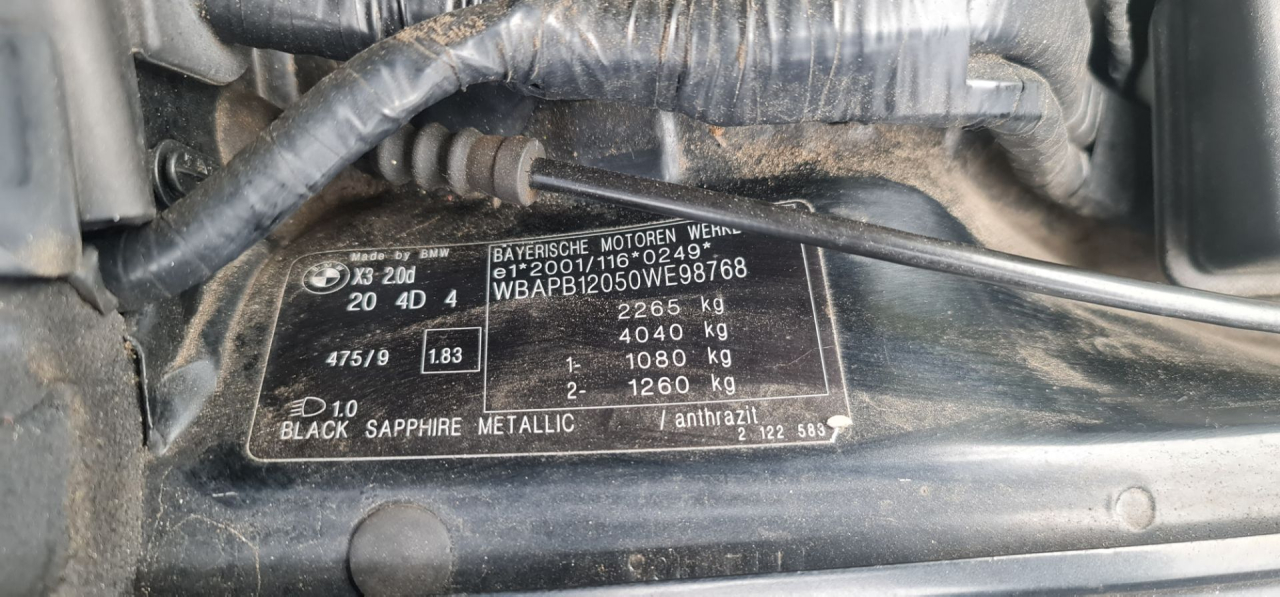 Made by BMW
X3 2.0d
20 4D 4
475/9 1.83
1.0
BAYERISCHE MOTOREN
e1*2001/116*0249*
WBAPB12050WE98768
2265 kg
4040 kg
1- 1080 kg
2- 1260 kg
BLACK SAPPHIRE METALLIC /anthrazit
2 122 583